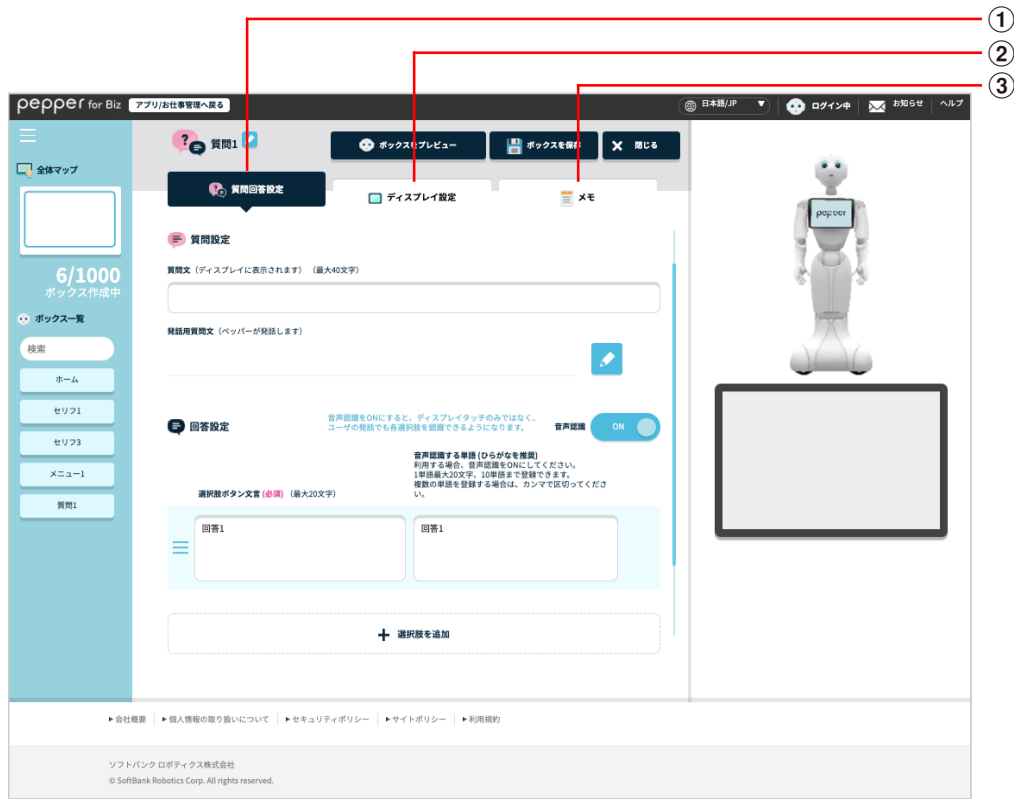 ①
②
③
pepper for Biz アプリ/お仕事管理へ戻る 日本語/JP ▼ ログイン中 お知らせ ヘルプ
質問1 ボックスをプレビュー ボックスを保存 閉じる
全体マップ
質問回答設定 ディスプレイ設定 メモ
pepper
質問設定
6/1000
ボックス作成中
質問文(ディスプレイに表示されます)(最大40文字)
ボックス一覧
発話用質問文(ペッパーが発話します)
検索
ホーム
セリフ1
セリフ3
メニュー1
質問1
回答設定
音声認識をONにすると、ディスプレイタッチのみではなく、
ユーザの発話でも各選択肢を認識できるようになります。
音声認識 ON
音声認識する単語(ひらがなを推奨)
利用する場合、音声認識をONにしてください。
1単語最大20文字、10単語まで登録できます。
複数の単語を登録する場合は、カンマで区切ってくださ
い。
選択肢ボタン文言(必須)(最大20文字)
回答1 回答1
選択肢を追加
▶会社概要 ▶個人情報の取り扱いについて ▶セキュリティポリシー ▶サイトポリシー ▶利用規約
ソフトバンク ロボティクス株式会社
© SoftBank Robotics Corp. All rights reserved.